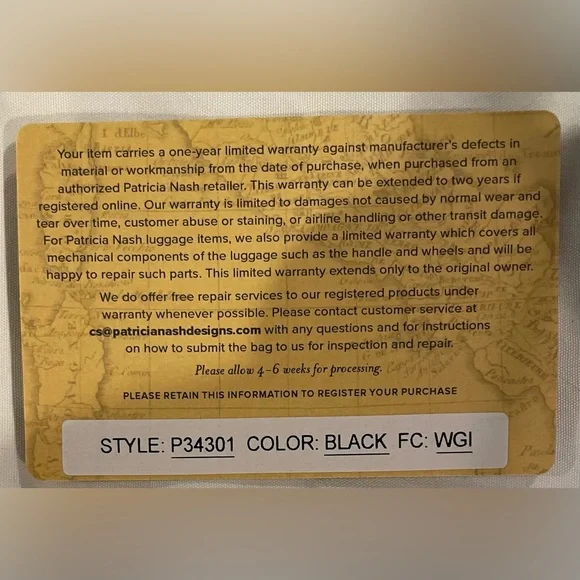 1 dElbe
Your item carries a one-year limited warranty against manufacturer's defects in
material or workmanship from the date of purchase, when purchased from an
authorized Patricia Nash retailer. This warranty can be extended to two years if
registered online. Our warranty is limited to damages not caused by normal wear and
tear over time, customer abuse or staining, or airline handling or other transit damage.
For Patricia Nash luggage items, we also provide a limited warranty which covers all
mechanical components of the luggage such as the handle and wheels and will be
happy to repair such parts. This limited warranty extends only to the original owner.
We do offer free repair services to our registered products under
warranty whenever possible. Please contact customer service at
cs@patricianashdesigns.com with any questions and for instructions
on how to submit the bag to us for inspection and repair.
Please allow 4-6 weeks for processing.
PLEASE RETAIN THIS INFORMATION TO REGISTER YOUR PURCHASE
STYLE: P34301 COLOR: BLACK FC: WGI